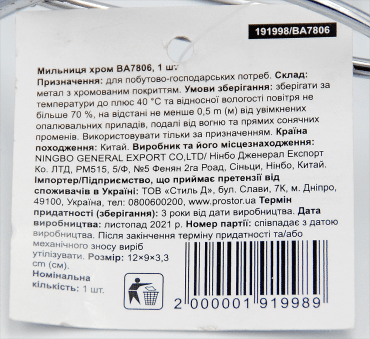 191998/BA7806
Мильниця хром BA7806, 1 шт
Призначення: для побутово-господарських потреб. Склад:
метал з хромованим покриттям. Умови зберігання: зберігати за
температури до плюс 40 °C та відносної вологості повітря не
більше 70 %, на відстані не менше 0,5 м (м) від увімкнених
опалювальних приладів, подалі від вогню та прямих сонячних
променів. Використовувати тільки за призначенням. Країна
походження: Китай. Виробник та його місцезнаходження:
NINGBO GENERAL EXPORT CO,LTD/ Нінбо Дженерал Експорт
Ко. ЛТД, PM515, 5/Ф, №5 Фенян 2га Роад, Сіньци, Нінбо, Китай.
Імпортер/Підприємство, що приймає претензії від
споживачів в Україні: ТОВ «Стиль Д», бул. Слави, 7К, м. Дніпро,
49100, Україна, тел: 0800600200, www.prostor.ua Термін
придатності (зберігання): 3 роки від дати виробництва. Дата
виробництва: листопад 2021 р. Номер партії: співпадає з датою
виробництва. Після закінчення терміну придатності та/або
механічного зносу виріб
утилізувати. Розмір: 12×9×3,3
cm (см).
Номінальна
кількість: 1 шт.
2 000001 919989